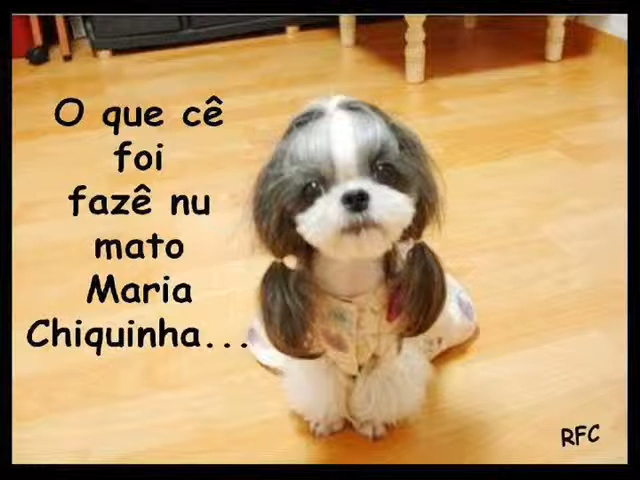 O que cê
foi
fazê nu
mato
Maria
Chiquinha...
RFC